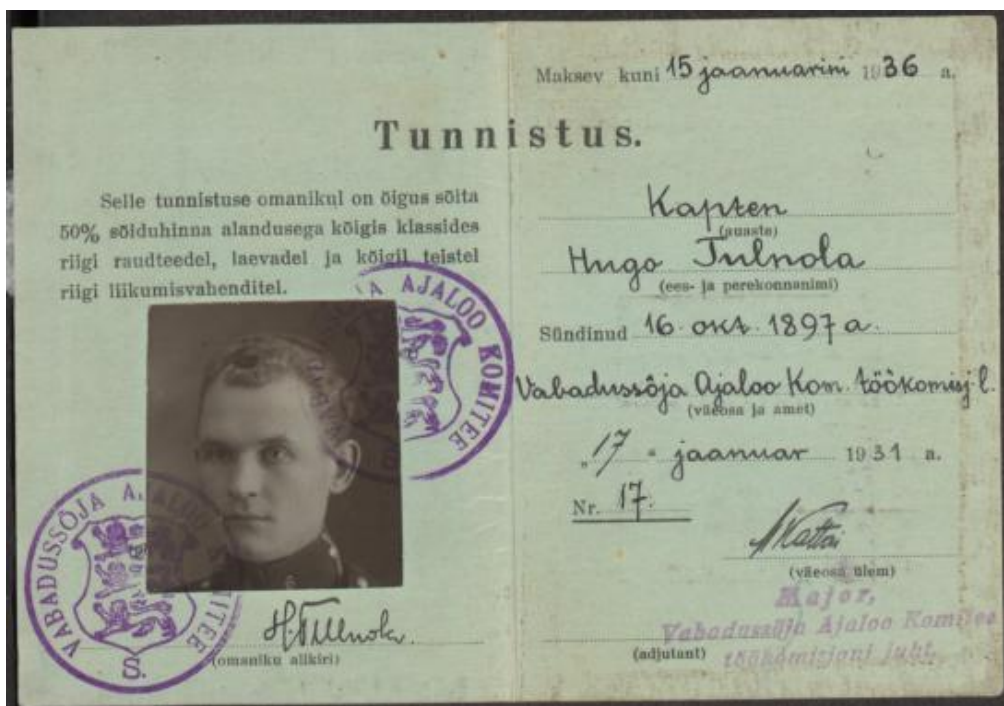 Maksev kuni 15 jaanuarini 1936 a.
Tunnistus.
Selle tunnistuse omanikul on õigus sõita
50% sõiduhinna alandusega kõigis klassides
riigi raudteedel, laevadel ja kõigil teistel
riigi liikumisvahenditel.
VABADUSSÕJA AJALOO KOMITEE
S.
AJALOO KOMITEE
(omaniku allkiri)
Kapten
(auaste)
Hugo Tulnola
(ees- ja perekonnanimi)
Sündinud 16. okt. 1897 a.
Vabadussõja Ajaloo Kom. töökomisj. l.
(väeosa ja amet)
"17" jaanuar 1931 a.
Nr. 17.
(väeosa ülem)
Major,
Vabadussõja Ajaloo Komitee
töökomisjoni juht.
(adjutant)